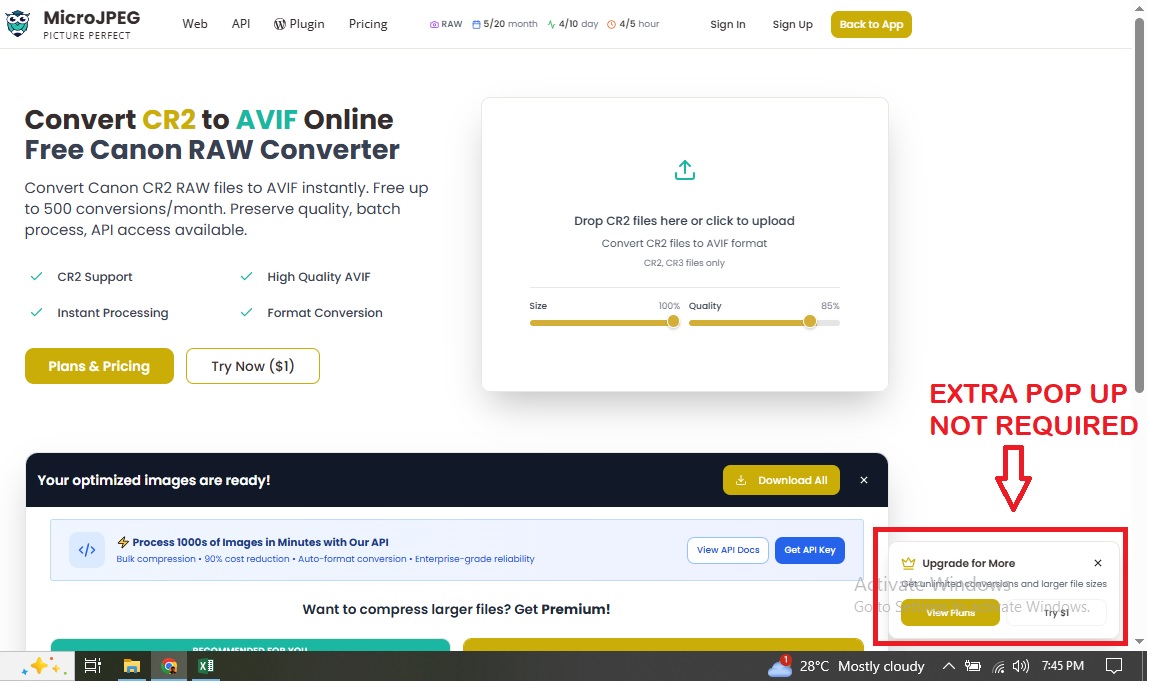 MicroJPEG
PICTURE PERFECT
Web API Plugin Pricing RAW 5/20 month 4/10 day 4/5 hour Sign In Sign Up Back to App
Convert CR2 to AVIF Online
Free Canon RAW Converter
Convert Canon CR2 RAW files to AVIF instantly. Free up
to 500 conversions/month. Preserve quality, batch
process, API access available.
CR2 Support High Quality AVIF
Instant Processing Format Conversion
Plans & Pricing Try Now ($1)
Drop CR2 files here or click to upload
Convert CR2 files to AVIF format
CR2, CR3 files only
Size 100% Quality 85%
EXTRA POP UP
NOT REQUIRED
Your optimized images are ready! Download All
</> Process 1000s of Images in Minutes with Our API
Bulk compression • 90% cost reduction • Auto-format conversion • Enterprise-grade reliability
View API Docs Get API Key
Want to compress larger files? Get Premium!
RECOMMENDED FOR YOU
Upgrade for More
Get unlimited conversions and larger file sizes
View Plans Try $1
Activate Windows
Go to Settings to activate Windows.
1 28°C Mostly cloudy 7:45 PM